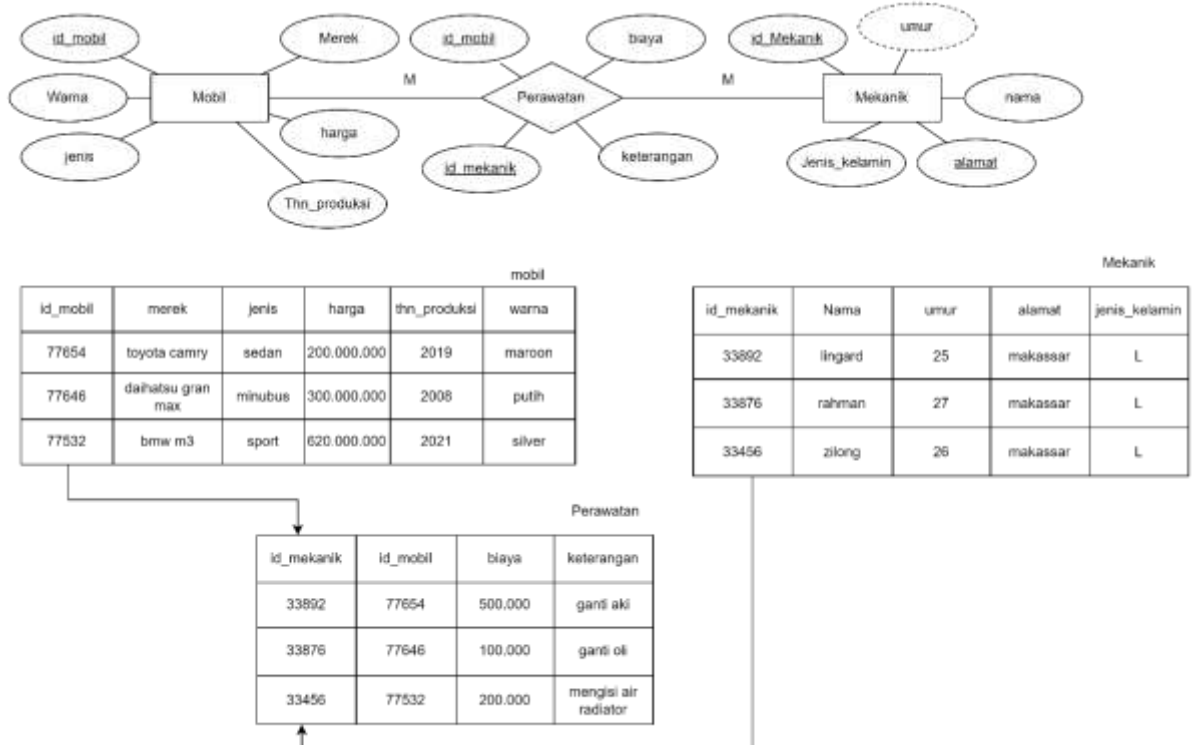 id_mobil
Merek
id_mobil
biaya
id_Mekanik
umur
Warna
Mobil
M
Perawatan
M
Mekanik
nama
jenis
harga
id_mekanik
keterangan
Jenis_kelamin
alamat
Thn_produksi
mobil
id_mobil merek jenis harga thn_produksi warna
77654 toyota camry sedan 200.000.000 2019 maroon
77646 daihatsu gran max minubus 300.000.000 2008 putih
77532 bmw m3 sport 620.000.000 2021 silver
Mekanik
id_mekanik Nama umur alamat jenis_kelamin
33892 lingard 25 makassar L
33876 rahman 27 makassar L
33456 zilong 26 makassar L
Perawatan
id_mekanik id_mobil biaya keterangan
33892 77654 500.000 ganti aki
33876 77646 100.000 ganti oli
33456 77532 200.000 mengisi air radiator